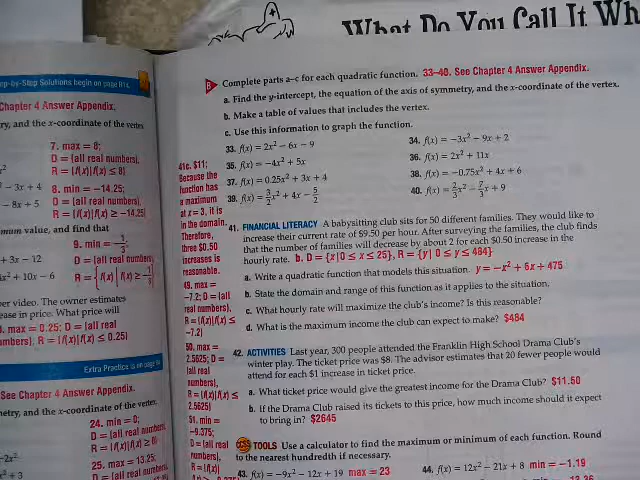 What Do You Call It Wh
ep-by-Step Solutions begin on page R14.
Chapter 4 Answer Appendix.
ry, and the x-coordinate of the vertex
7. max = 8;
D = {all real numbers},
R = {f(x)|f(x) ≤ 8}
− 3x + 4
8. min = −14.25;
− 8x + 5
D = {all real numbers},
R = {f(x)|f(x) ≥ −14.25}
mum value, and find that
9. min = −1/3;
+ 3x − 12
D = {all real numbers}
x² + 10x − 6
R = {f(x)|f(x) ≥ −1/3}
er video. The owner estimates
ease in price. What price will
max = 0.25; D = {all real
umbers}, R = {f(x)|f(x) ≤ 0.25}
Extra Practice is on page
See Chapter 4 Answer Appendix.
metry, and the x-coordinate of the vertex
24. min = 0;
D = {all real numbers},
R = {f(x)|f(x) ≥ 0}
−2x²
25. max = 13.25;
+ 3
D = {all real numbers
B Complete parts a–c for each quadratic function. 33–40. See Chapter 4 Answer Appendix.
a. Find the y-intercept, the equation of the axis of symmetry, and the x-coordinate of the vertex.
b. Make a table of values that includes the vertex.
c. Use this information to graph the function.
33. f(x) = 2x² − 6x − 9
34. f(x) = −3x² − 9x + 2
35. f(x) = −4x² + 5x
36. f(x) = 2x² + 11x
37. f(x) = 0.25x² + 3x + 4
38. f(x) = −0.75x² + 4x + 6
39. f(x) = 3/2x² + 4x − 5/2
40. f(x) = 2/3x² − 7/3x + 9
41c. $11;
Because the
function has
a maximum
at x = 3, it is
in the domain.
Therefore,
three $0.50
increases is
reasonable.
49. max =
−7.2; D = {all
real numbers},
R = {f(x)|f(x) ≤
−7.2}
50. max =
2.5625; D =
{all real
numbers},
R = {f(x)|f(x) ≤
2.5625}
51. min =
−9.375;
D = {all real
numbers},
R = {f(x)|
41. FINANCIAL LITERACY A babysitting club sits for 50 different families. They would like to
increase their current rate of $9.50 per hour. After surveying the families, the club finds
that the number of families will decrease by about 2 for each $0.50 increase in the
hourly rate. b. D = {x|0 ≤ x ≤ 25}, R = {y| 0 ≤ y ≤ 484}
a. Write a quadratic function that models this situation. y = −x² + 6x + 475
b. State the domain and range of this function as it applies to the situation.
c. What hourly rate will maximize the club's income? Is this reasonable?
d. What is the maximum income the club can expect to make? $484
42. ACTIVITIES Last year, 300 people attended the Franklin High School Drama Club's
winter play. The ticket price was $8. The advisor estimates that 20 fewer people would
attend for each $1 increase in ticket price.
a. What ticket price would give the greatest income for the Drama Club? $11.50
b. If the Drama Club raised its tickets to this price, how much income should it expect
to bring in? $2645
CCSS TOOLS Use a calculator to find the maximum or minimum of each function. Round
to the nearest hundredth if necessary.
43. f(x) = −9x² − 12x + 19 max = 23
44. f(x) = 12x² − 21x + 8 min = −1.19